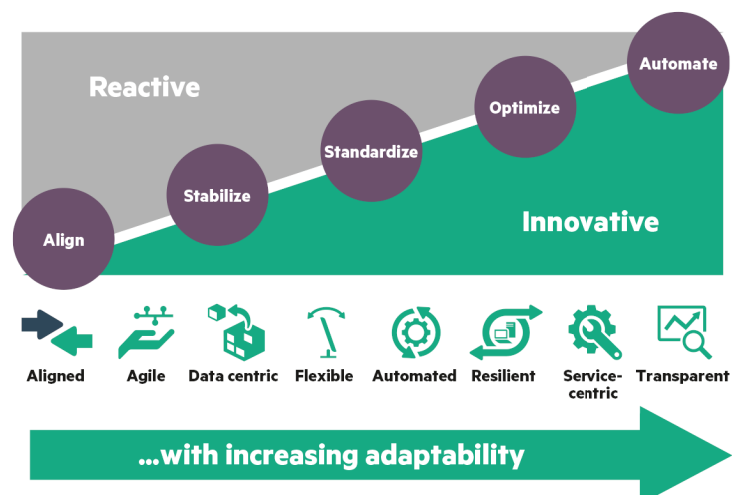 Reactive
Automate
Optimize
Standardize
Stabilize
Align
Innovative
Aligned
Agile
Data centric
Flexible
Automated
Resilient
Service-
centric
Transparent
...with increasing adaptability